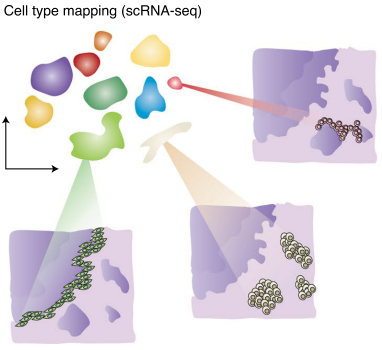 Cell type mapping (scRNA-seq)